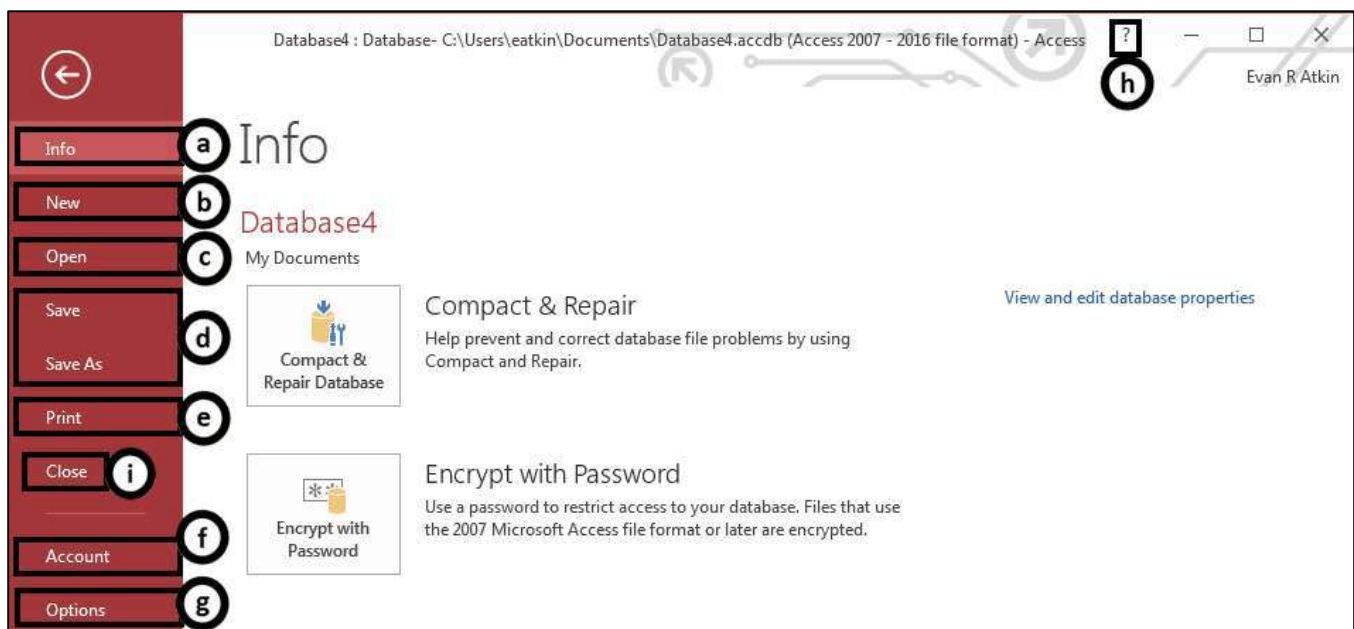 Database4 : Database- C:\Users\eatkin\Documents\Database4.accdb (Access 2007 - 2016 file format) - Access
?
h
Evan R Atkin
Info
a
New
b
Open
c
Save
Save As
d
Print
e
Close
i
Account
f
Options
g
Info
Database4
My Documents
Compact &
Repair Database
Compact & Repair
Help prevent and correct database file problems by using
Compact and Repair.
View and edit database properties
Encrypt with
Password
Encrypt with Password
Use a password to restrict access to your database. Files that use
the 2007 Microsoft Access file format or later are encrypted.